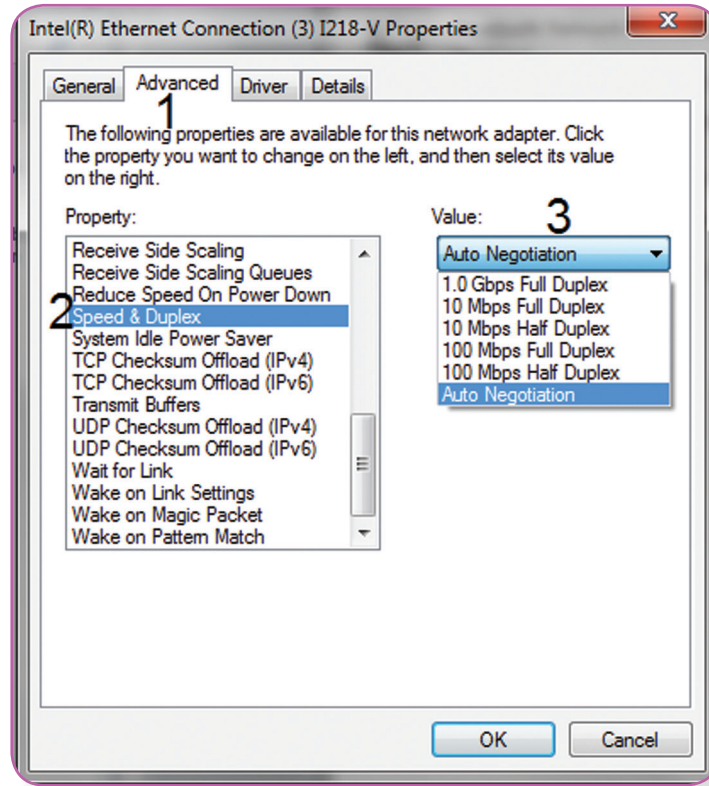 Intel(R) Ethernet Connection (3) I218-V Properties
General Advanced Driver Details
1
The following properties are available for this network adapter. Click
the property you want to change on the left, and then select its value
on the right.
Property:
Receive Side Scaling
Receive Side Scaling Queues
Reduce Speed On Power Down
2
Speed & Duplex
System Idle Power Saver
TCP Checksum Offload (IPv4)
TCP Checksum Offload (IPv6)
Transmit Buffers
UDP Checksum Offload (IPv4)
UDP Checksum Offload (IPv6)
Wait for Link
Wake on Link Settings
Wake on Magic Packet
Wake on Pattern Match
Value:
3
Auto Negotiation
1.0 Gbps Full Duplex
10 Mbps Full Duplex
10 Mbps Half Duplex
100 Mbps Full Duplex
100 Mbps Half Duplex
Auto Negotiation
OK Cancel